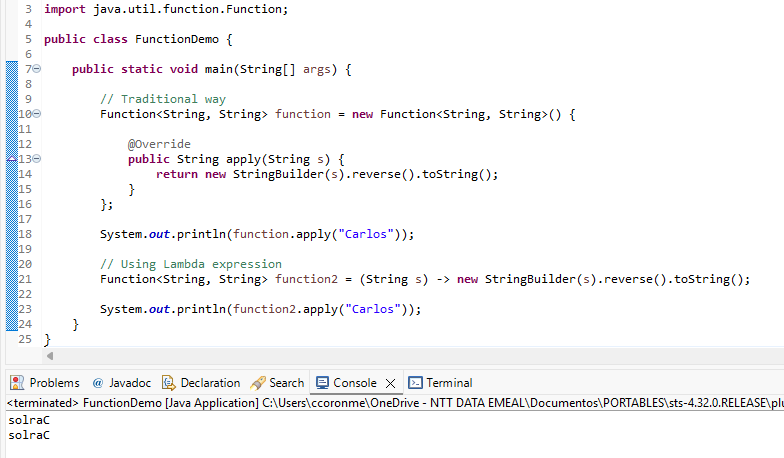 3 import java.util.function.Function;
4
5 public class FunctionDemo {
6
7 public static void main(String[] args) {
8
9 // Traditional way
10 Function<String, String> function = new Function<String, String>() {
11
12 @Override
13 public String apply(String s) {
14 return new StringBuilder(s).reverse().toString();
15 }
16 };
17
18 System.out.println(function.apply("Carlos"));
19
20 // Using Lambda expression
21 Function<String, String> function2 = (String s) -> new StringBuilder(s).reverse().toString();
22
23 System.out.println(function2.apply("Carlos"));
24 }
25 }
Problems @ Javadoc Declaration Search Console Terminal
<terminated> FunctionDemo [Java Application] C:\Users\ccoronme\OneDrive - NTT DATA EMEAL\Documentos\PORTABLES\sts-4.32.0.RELEASE\plu
solraC
solraC